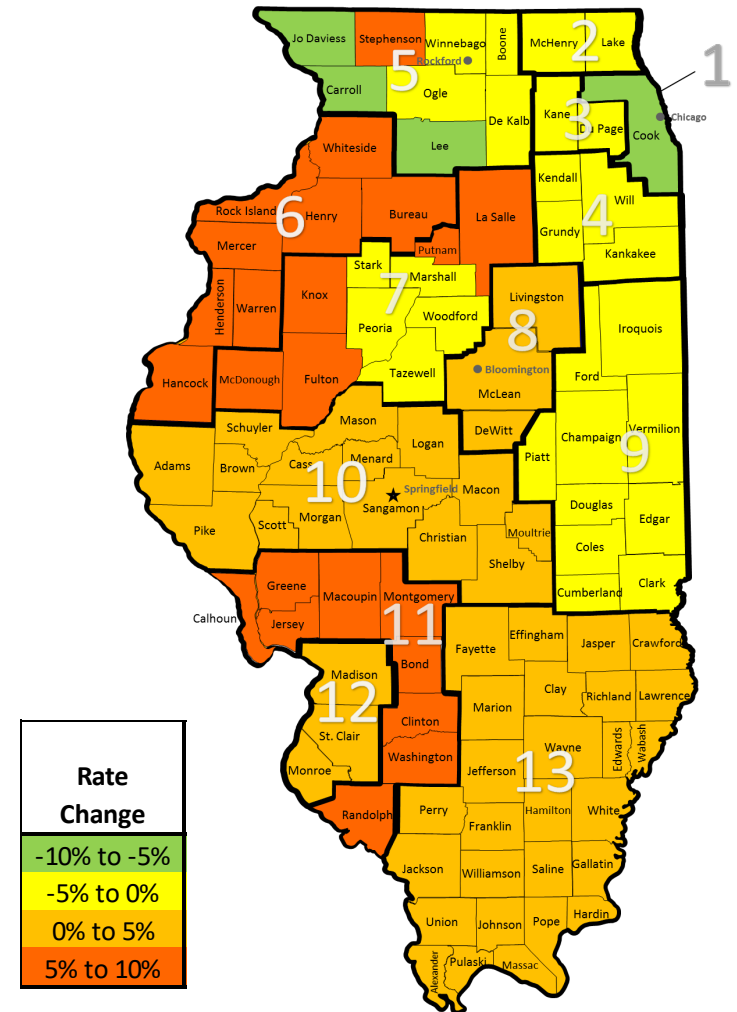 Jo Daviess
Stephenson
Winnebago
Boone
McHenry
Lake
2
1
5
Rockford
Carroll
Ogle
De Kalb
Kane
3
Du Page
Cook
Chicago
Lee
Whiteside
Kendall
Will
4
Rock Island
6
Henry
Bureau
La Salle
Grundy
Mercer
Putnam
Kankakee
Stark
Marshall
7
Henderson
Warren
Knox
Peoria
Woodford
Livingston
8
Iroquois
Hancock
McDonough
Fulton
Tazewell
Bloomington
McLean
Ford
Schuyler
Mason
Logan
DeWitt
Champaign
Vermilion
9
Piatt
Adams
Brown
Cass
Menard
10
Springfield
Macon
Sangamon
Pike
Scott
Morgan
Christian
Moultrie
Shelby
Douglas
Edgar
Coles
Cumberland
Clark
Calhoun
Greene
Jersey
Macoupin
Montgomery
11
Bond
Fayette
Effingham
Jasper
Crawford
Madison
12
St. Clair
Monroe
Clinton
Washington
Marion
Clay
Richland
Lawrence
Wayne
Edwards
Wabash
13
Jefferson
Randolph
Perry
Franklin
Hamilton
White
Jackson
Williamson
Saline
Gallatin
Union
Johnson
Pope
Hardin
Alexander
Pulaski
Massac
Rate
Change
-10% to -5%
-5% to 0%
0% to 5%
5% to 10%